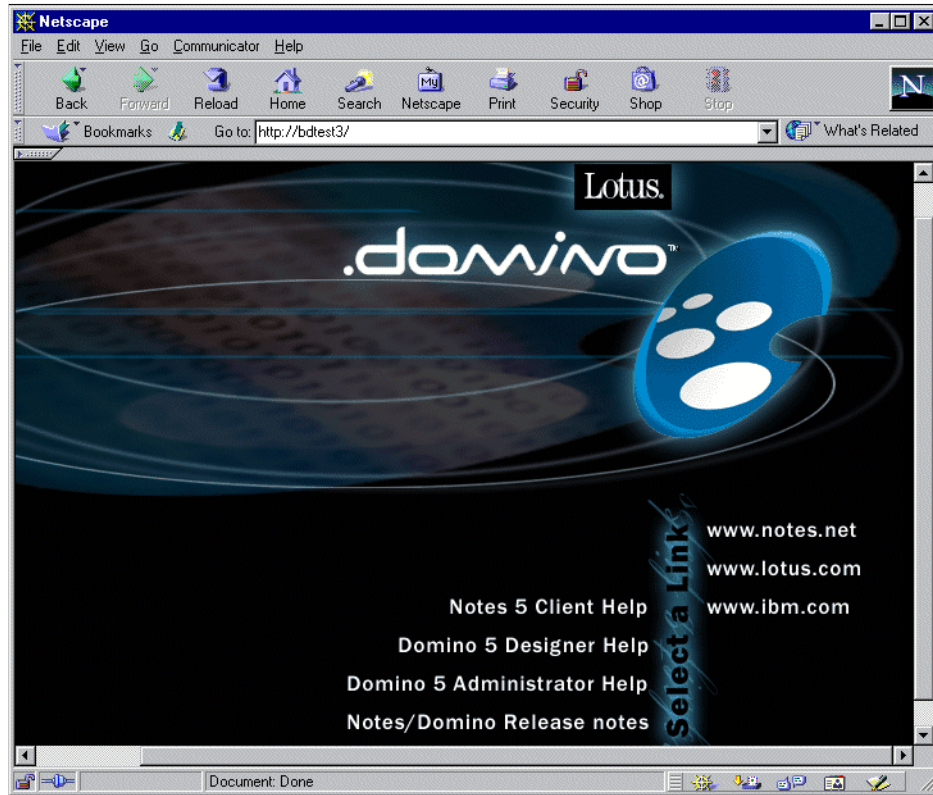 Netscape
File Edit View Go Communicator Help
My
Back Forward Reload Home Search Netscape Print Security Shop Stop
N
Bookmarks Go to: http://bdtest3/ What's Related
Lotus.
.domino™
Select a Link
www.notes.net
www.lotus.com
Notes 5 Client Help www.ibm.com
Domino 5 Designer Help
Domino 5 Administrator Help
Notes/Domino Release notes
Document: Done